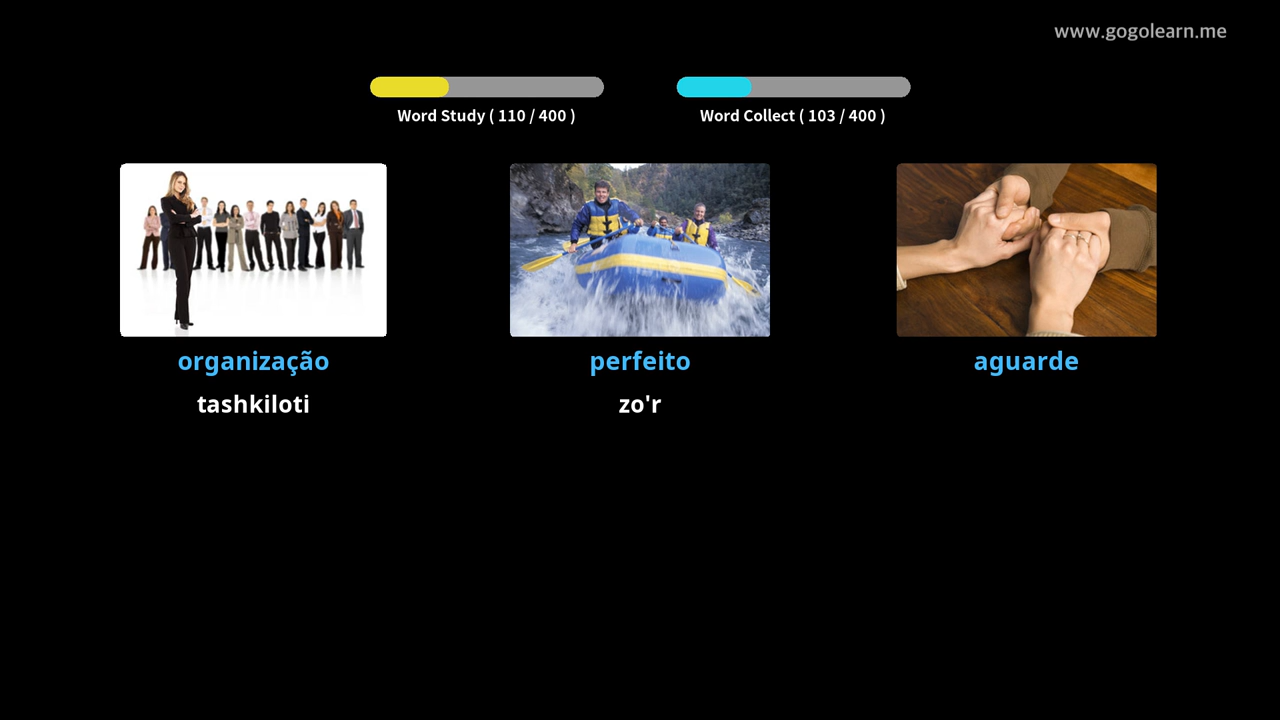 www.gogolearn.me
Word Study ( 110 / 400 )
Word Collect ( 103 / 400 )
organização
perfeito
aguarde
tashkiloti
zo'r